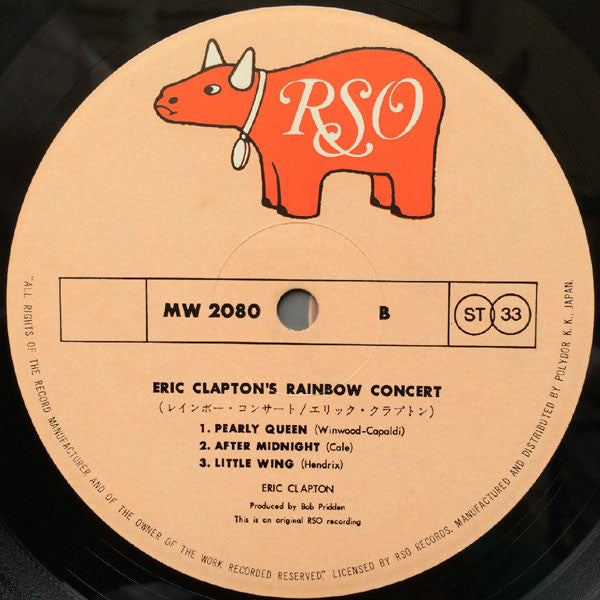 RSO
MW 2080 B ST 33
ERIC CLAPTON'S RAINBOW CONCERT
(レインボー・コンサート/エリック・クラプトン)
1. PEARLY QUEEN (Winwood-Capaldi)
2. AFTER MIDNIGHT (Cale)
3. LITTLE WING (Hendrix)
ERIC CLAPTON
Produced by Bob Pridden
This is an original RSO recording
"ALL RIGHTS OF THE RECORD MANUFACTURER AND OF THE OWNER OF THE WORK RECORDED RESERVED" LICENSED BY RSO RECORDS. MANUFACTURED AND DISTRIBUTED BY POLYDOR K.K., JAPAN.